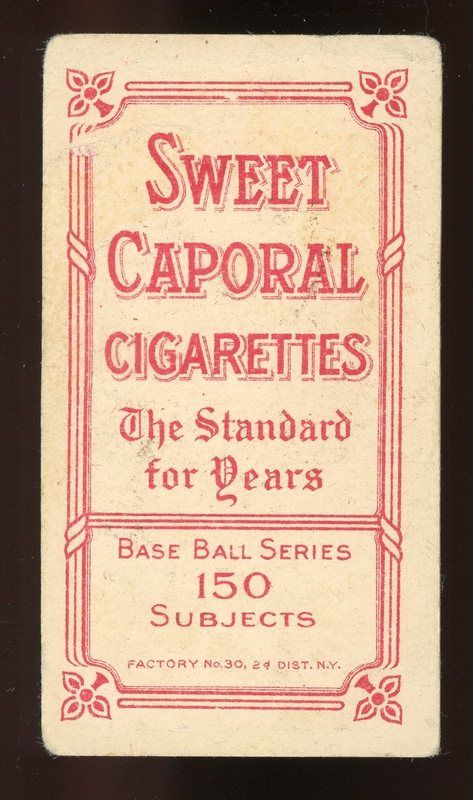 SWEET
CAPORAL
CIGARETTES
The Standard
for Years
BASE BALL SERIES
150
SUBJECTS
FACTORY No. 30, 2d DIST. N.Y.